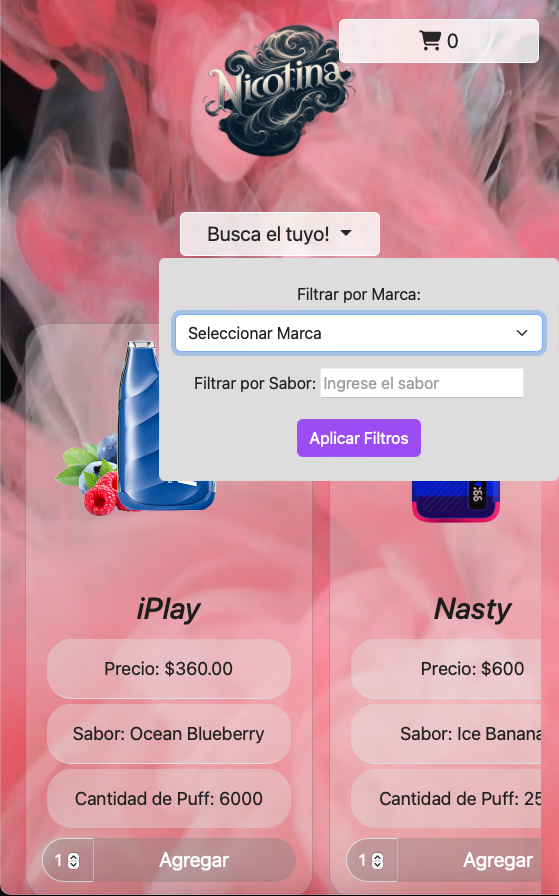 Nicotina
0
Busca el tuyo!
Filtrar por Marca:
Seleccionar Marca
Filtrar por Sabor: Ingrese el sabor
Aplicar Filtros
iPlay
Precio: $360.00
Sabor: Ocean Blueberry
Cantidad de Puff: 6000
1 Agregar
Nasty
Precio: $600
Sabor: Ice Banana
Cantidad de Puff: 25
1 Agregar